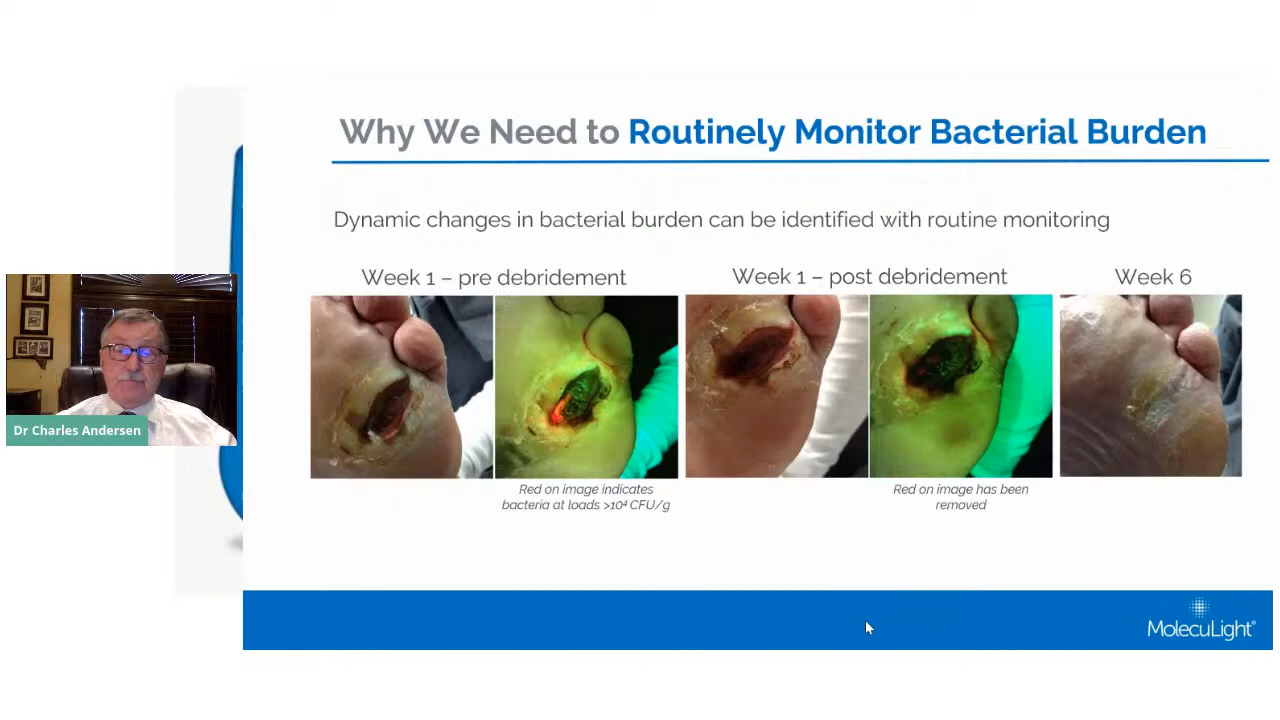 Why We Need to Routinely Monitor Bacterial Burden
Dynamic changes in bacterial burden can be identified with routine monitoring
Week 1 – pre debridement
Week 1 – post debridement
Week 6
Red on image indicates
bacteria at loads >10⁴ CFU/g
Red on image has been
removed
Dr Charles Andersen
MolecuLight®